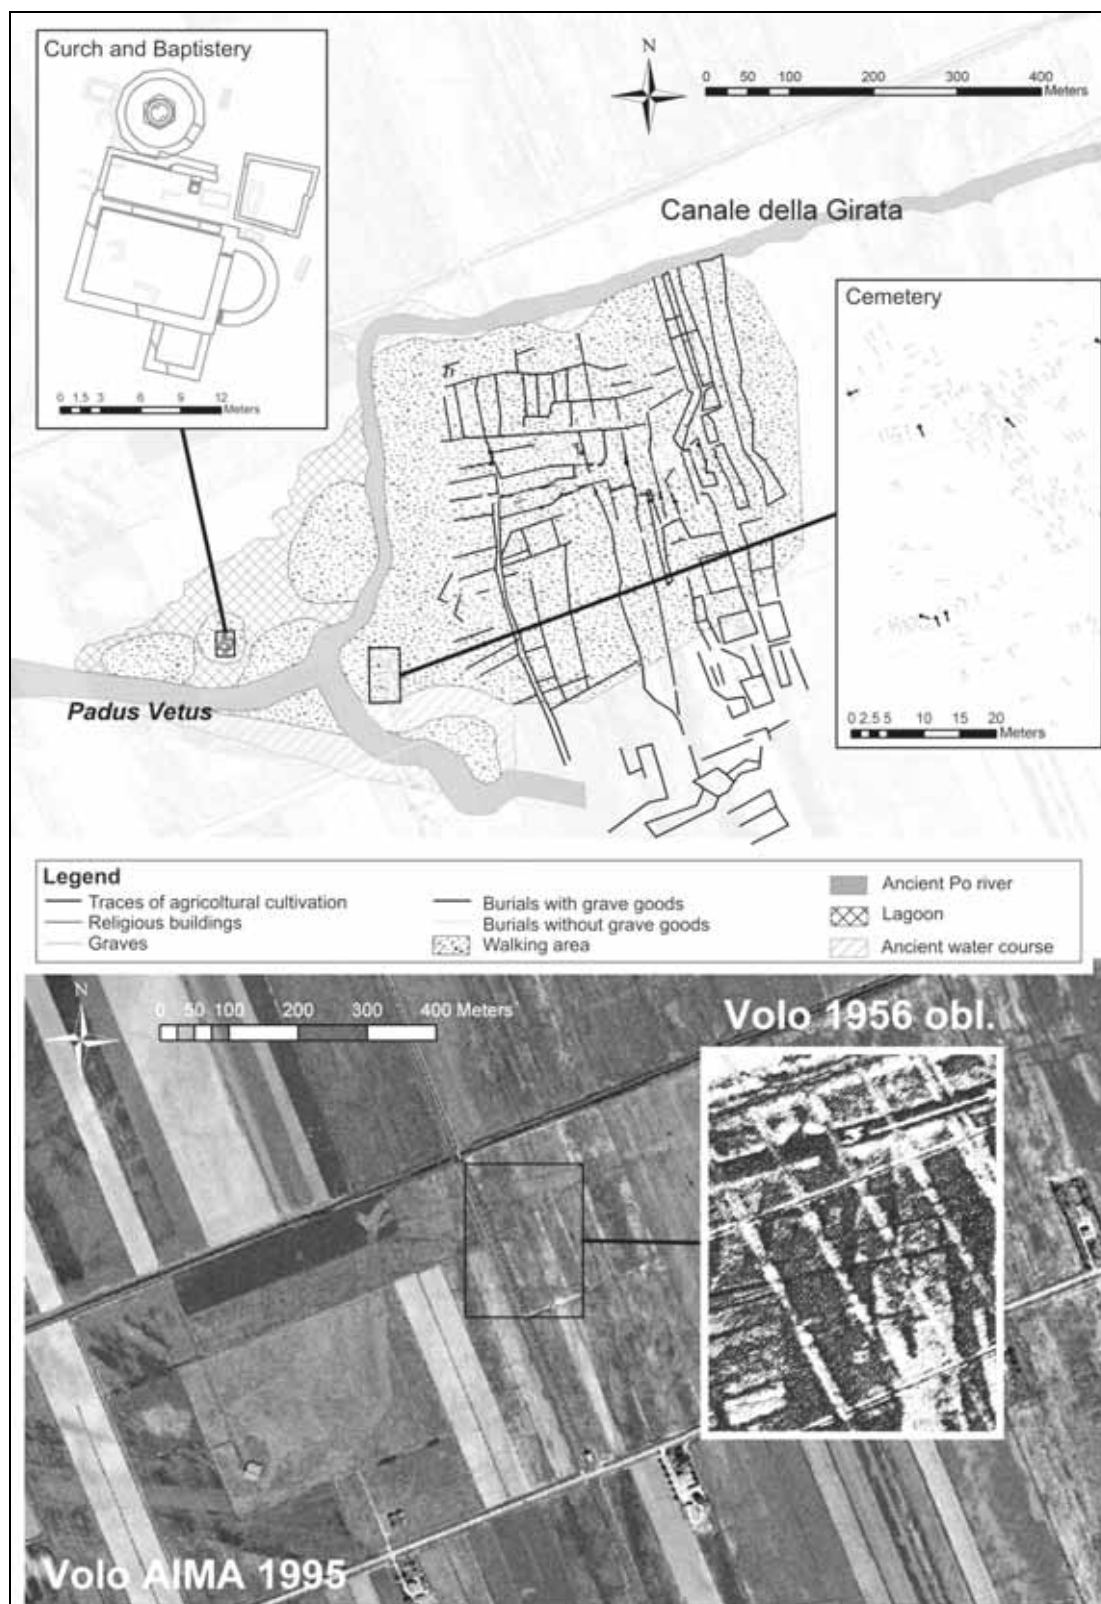 Curch and Baptistery
0 1,5 3 6 9 12
Meters
N
0 50 100 200 300 400
Meters
Canale della Girata
Cemetery
0 2.5 5 10 15 20
Meters
Padus Vetus
Legend
Traces of agricoltural cultivation
Religious buildings
Graves
Burials with grave goods
Burials without grave goods
Walking area
Ancient Po river
Lagoon
Ancient water course
N
0 50 100 200 300 400 Meters
Volo 1956 obl.
Volo AIMA 1995